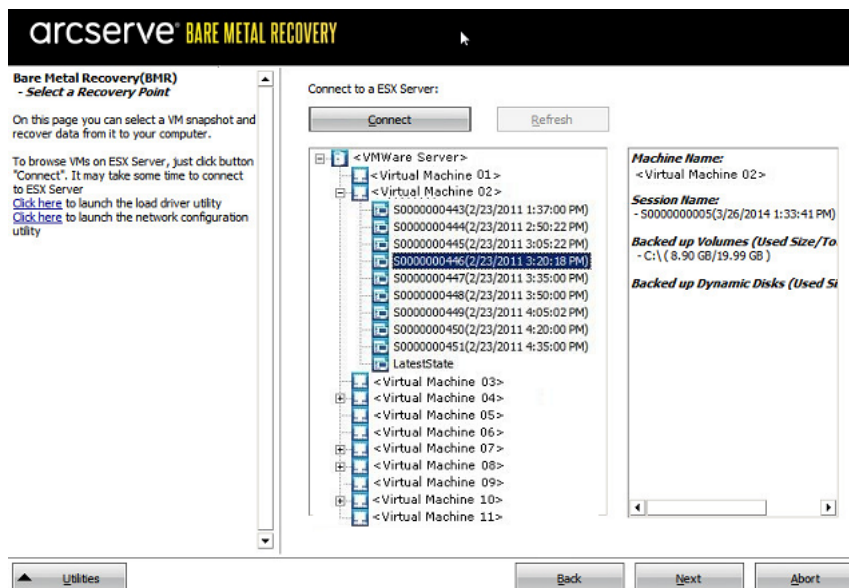 arcserve® BARE METAL RECOVERY
Bare Metal Recovery(BMR)
- Select a Recovery Point
On this page you can select a VM snapshot and
recover data from it to your computer.
To browse VMs on ESX Server, just click button
"Connect". It may take some time to connect
to ESX Server
Click here to launch the load driver utility
Click here to launch the network configuration
utility
Connect to a ESX Server:
Connect
Refresh
<VMWare Server>
<Virtual Machine 01>
<Virtual Machine 02>
S0000000443(2/23/2011 1:37:00 PM)
S0000000444(2/23/2011 2:50:22 PM)
S0000000445(2/23/2011 3:05:22 PM)
S0000000446(2/23/2011 3:20:18 PM)
S0000000447(2/23/2011 3:35:00 PM)
S0000000448(2/23/2011 3:50:00 PM)
S0000000449(2/23/2011 4:05:02 PM)
S0000000450(2/23/2011 4:20:00 PM)
S0000000451(2/23/2011 4:35:00 PM)
LatestState
<Virtual Machine 03>
<Virtual Machine 04>
<Virtual Machine 05>
<Virtual Machine 06>
<Virtual Machine 07>
<Virtual Machine 08>
<Virtual Machine 09>
<Virtual Machine 10>
<Virtual Machine 11>
Machine Name:
<Virtual Machine 02>
Session Name:
- S0000000005(3/26/2014 1:33:41 PM)
Backed up Volumes (Used Size/To
- C:\ ( 8.90 GB/19.99 GB )
Backed up Dynamic Disks (Used Si
Utilities
Back
Next
Abort